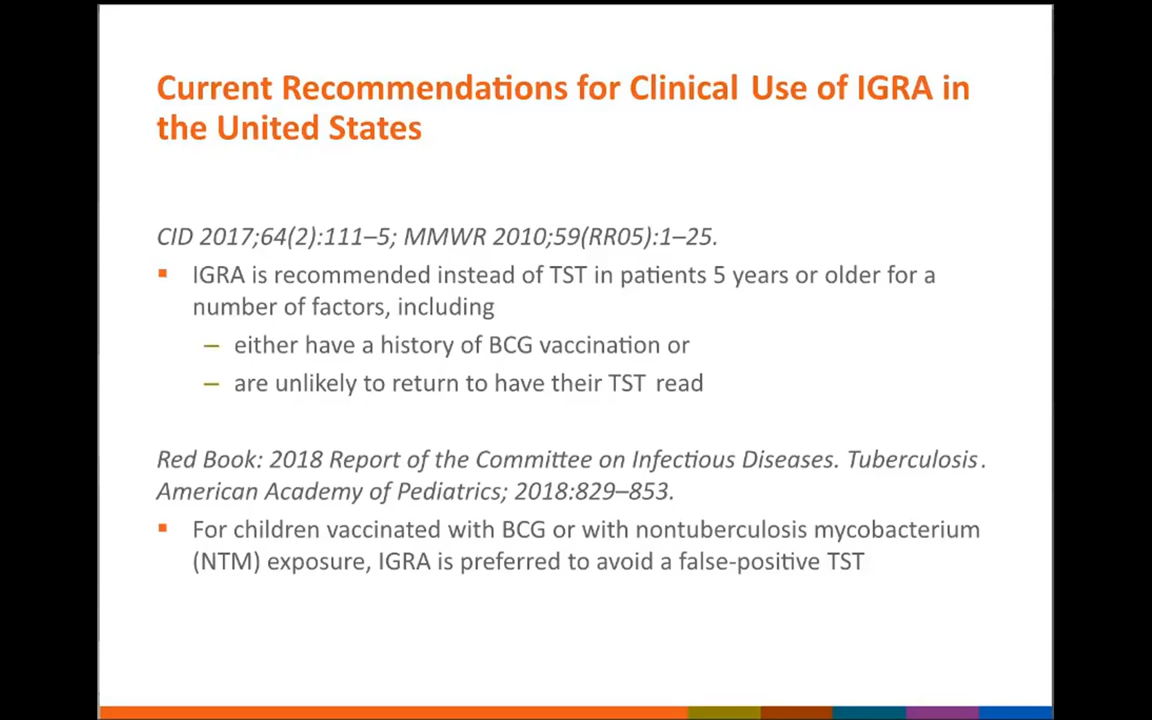 Current Recommendations for Clinical Use of IGRA in
the United States
CID 2017;64(2):111–5; MMWR 2010;59(RR05):1–25.
▪ IGRA is recommended instead of TST in patients 5 years or older for a
number of factors, including
– either have a history of BCG vaccination or
– are unlikely to return to have their TST read
Red Book: 2018 Report of the Committee on Infectious Diseases. Tuberculosis.
American Academy of Pediatrics; 2018:829–853.
▪ For children vaccinated with BCG or with nontuberculosis mycobacterium
(NTM) exposure, IGRA is preferred to avoid a false-positive TST